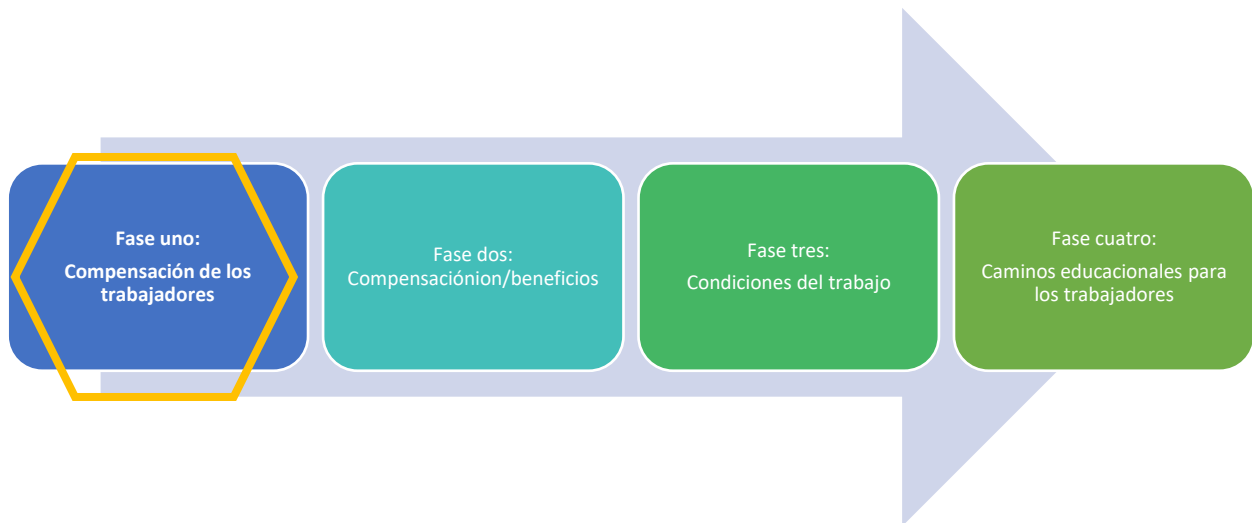 Fase uno:
Compensación de los
trabajadores
Fase dos:
Compensaciónion/beneficios
Fase tres:
Condiciones del trabajo
Fase cuatro:
Caminos educacionales para
los trabajadores